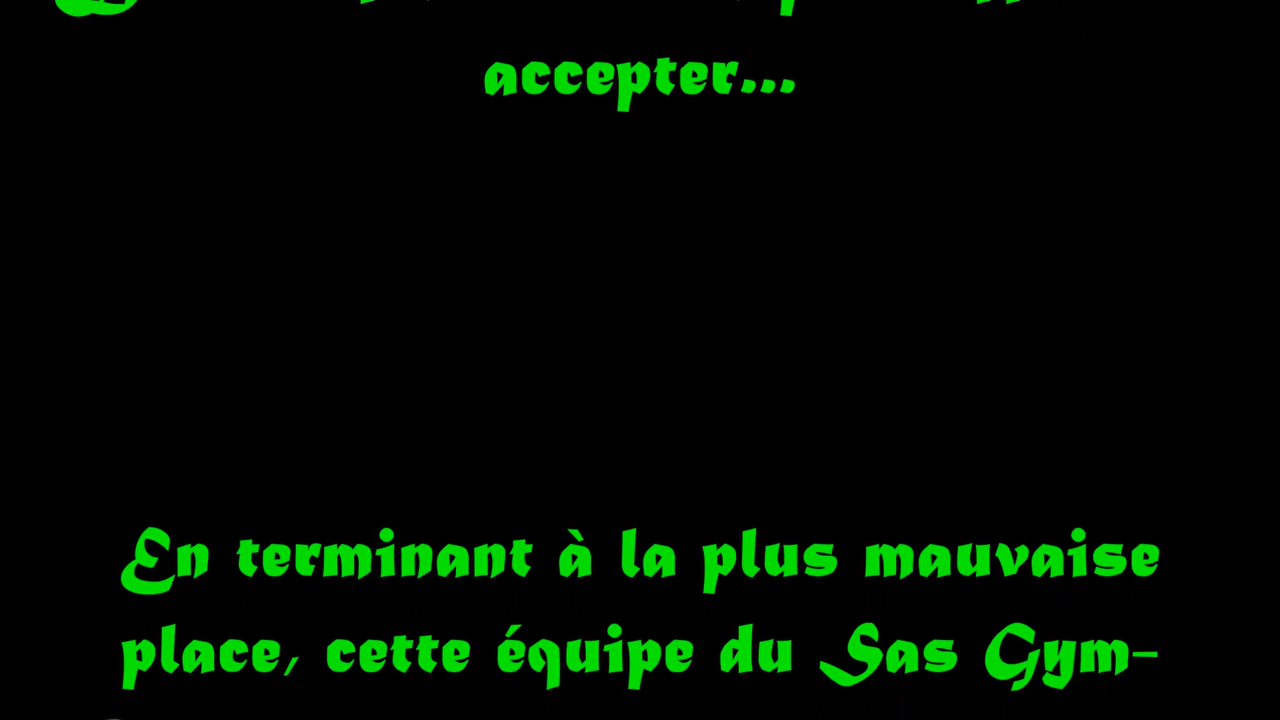 accepter...
En terminant à la plus mauvaise
place, cette équipe du Sas Gym-